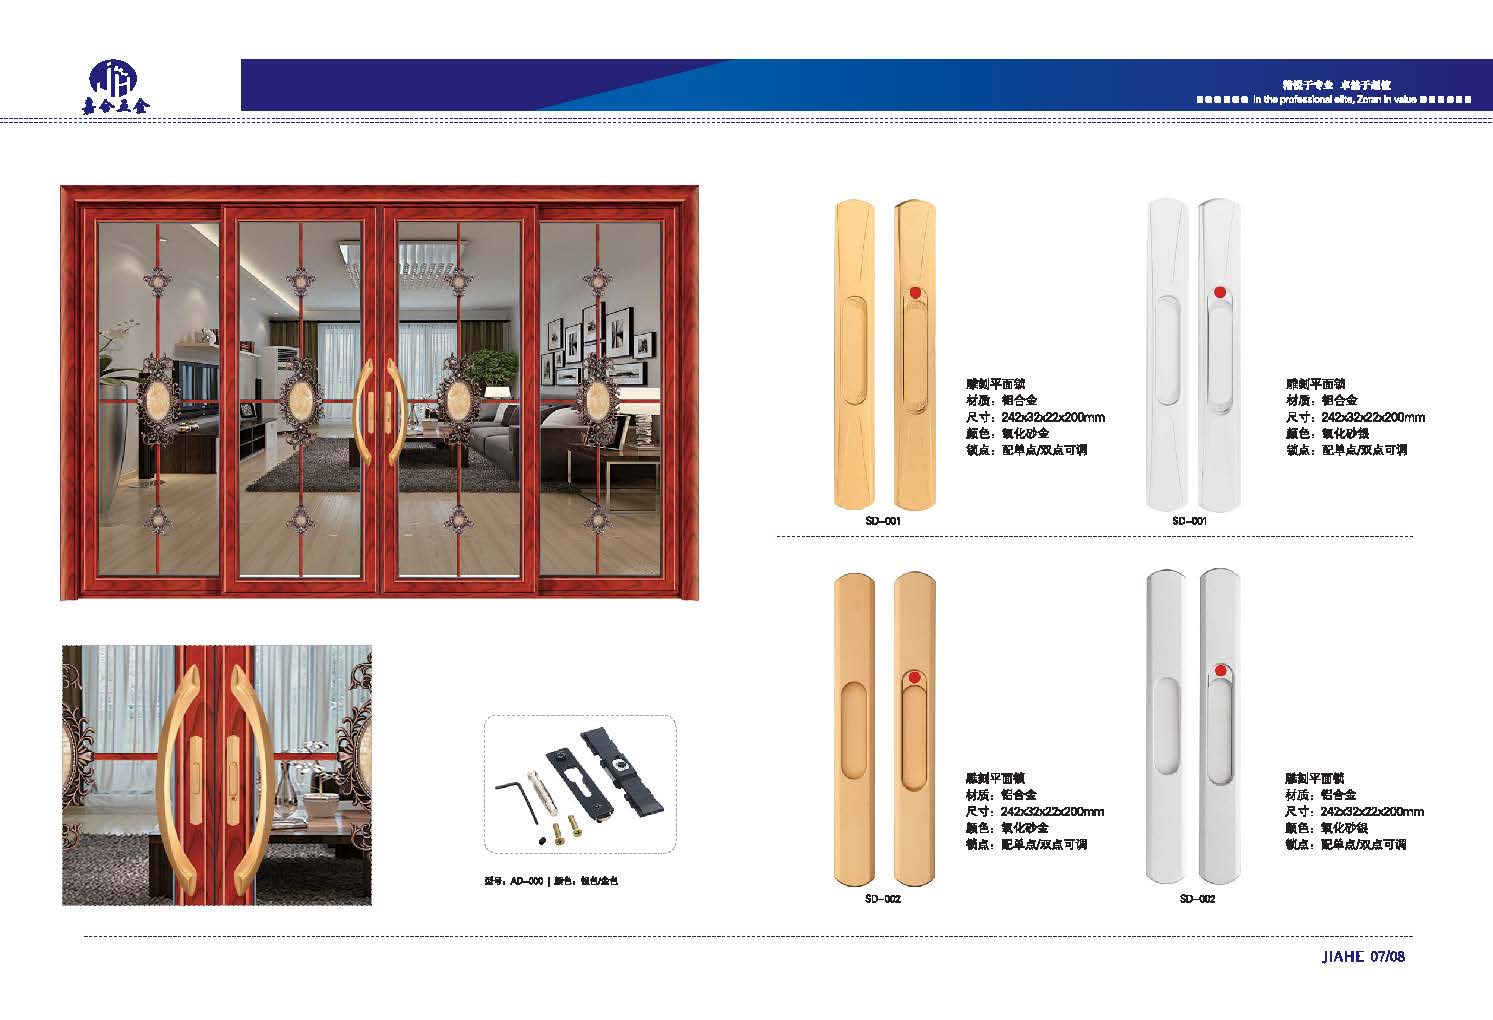 JH
嘉合五金
精悦于专业 卓越于超值
In the professional elite, Zoran in value
雕刻平面锁
材质：铝合金
尺寸：242x32x22x200mm
颜色：氧化砂金
锁点：配单点/双点可调
SD-001
雕刻平面锁
材质：铝合金
尺寸：242x32x22x200mm
颜色：氧化砂银
锁点：配单点/双点可调
SD-001
雕刻平面锁
材质：铝合金
尺寸：242x32x22x200mm
颜色：氧化砂金
锁点：配单点/双点可调
SD-002
雕刻平面锁
材质：铝合金
尺寸：242x32x22x200mm
颜色：氧化砂银
锁点：配单点/双点可调
SD-002
型号：AD-000 | 颜色：银色/金色
JIAHE 07/08